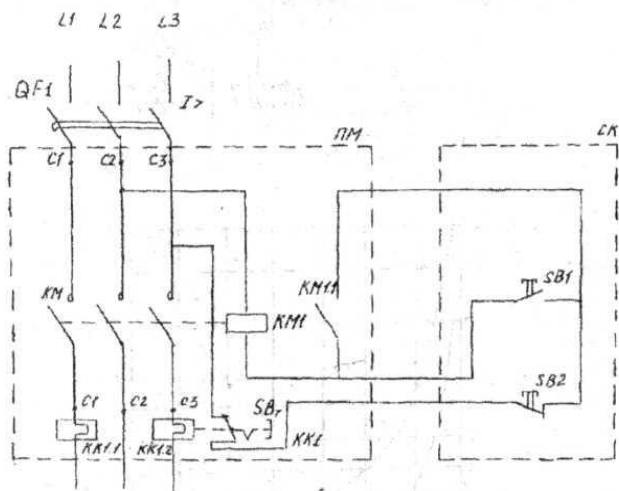 L1 L2 L3
QF1
I>
ПМ
СК
C1 C2 C3
KM
KM1
KM1.1
SB1
SB2
C1 C2 C3
SBr
KK1
KK1.1
KK1.2